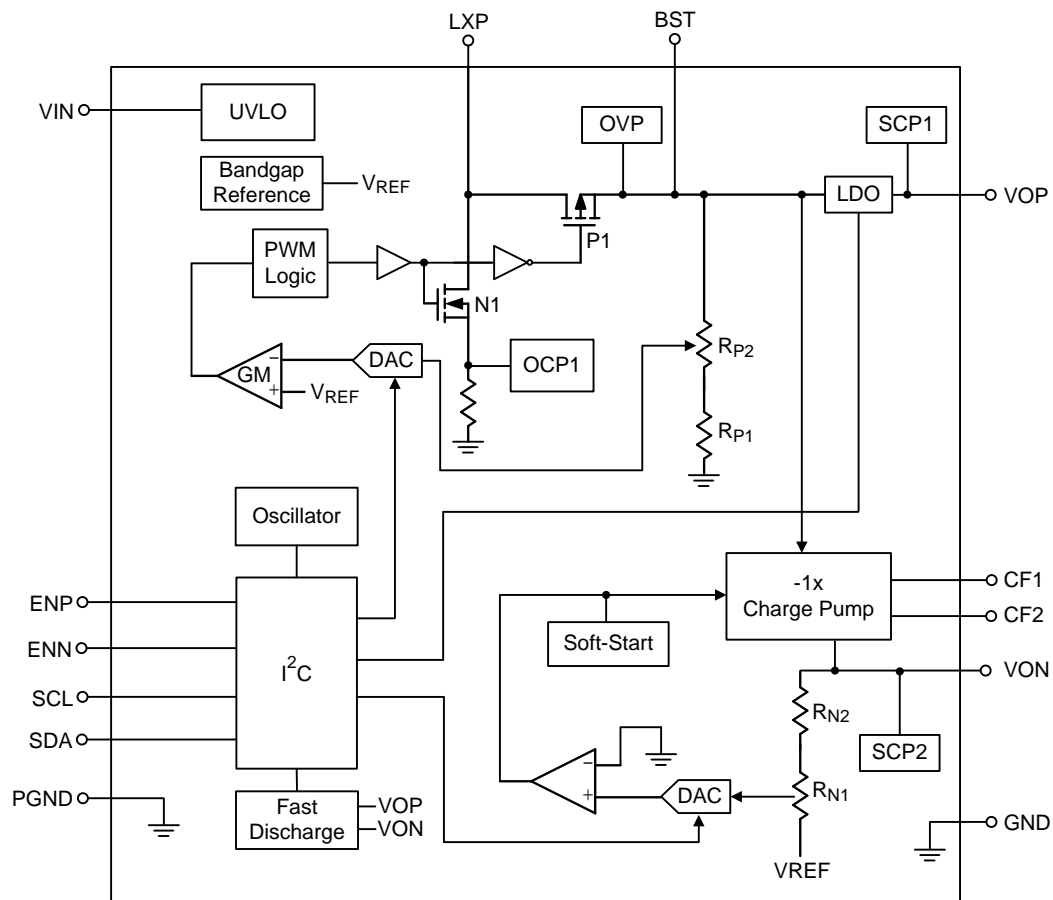 LXP
BST
VIN
UVLO
OVP
SCP1
Bandgap
Reference
VREF
LDO
VOP
P1
PWM
Logic
N1
GM
DAC
OCP1
RP2
VREF
RP1
Oscillator
-1x
Charge Pump
CF1
CF2
ENP
ENN
SCL
SDA
I²C
Soft-Start
VON
RN2
SCP2
PGND
Fast
Discharge
VOP
VON
DAC
RN1
GND
VREF